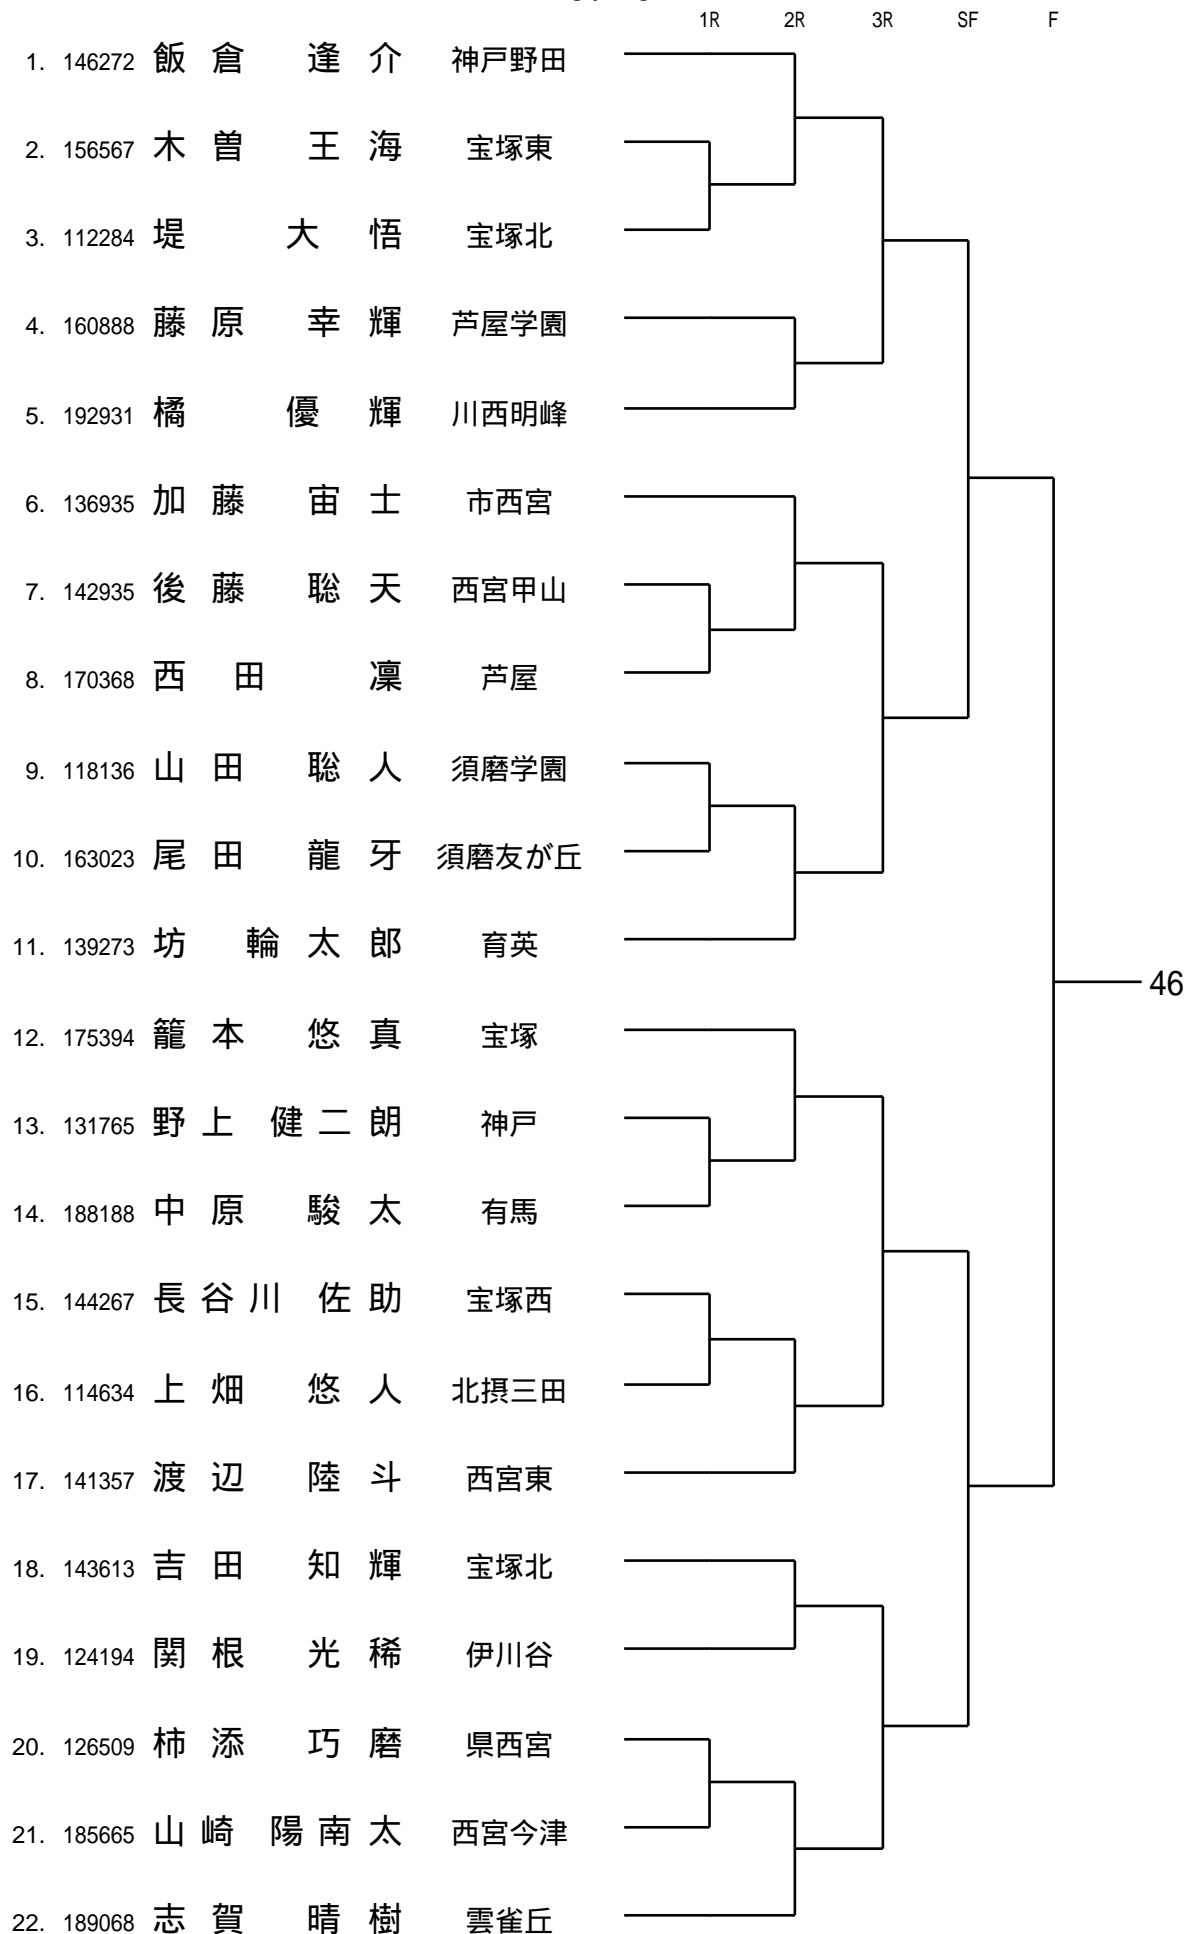 1R 2R 3R SF F
1. 146272 飯倉 逢介 神戸野田
2. 156567 木曽 王海 宝塚東
3. 112284 堤 大悟 宝塚北
4. 160888 藤原 幸輝 芦屋学園
5. 192931 橘 優輝 川西明峰
6. 136935 加藤 宙士 市西宮
7. 142935 後藤 聡天 西宮甲山
8. 170368 西田 凜 芦屋
9. 118136 山田 聡人 須磨学園
10. 163023 尾田 龍牙 須磨友が丘
11. 139273 坊 輪太郎 育英
46
12. 175394 籠本 悠真 宝塚
13. 131765 野上 健二朗 神戸
14. 188188 中原 駿太 有馬
15. 144267 長谷川 佐助 宝塚西
16. 114634 上畑 悠人 北摂三田
17. 141357 渡辺 陸斗 西宮東
18. 143613 吉田 知輝 宝塚北
19. 124194 関根 光稀 伊川谷
20. 126509 柿添 巧磨 県西宮
21. 185665 山崎 陽南太 西宮今津
22. 189068 志賀 晴樹 雲雀丘